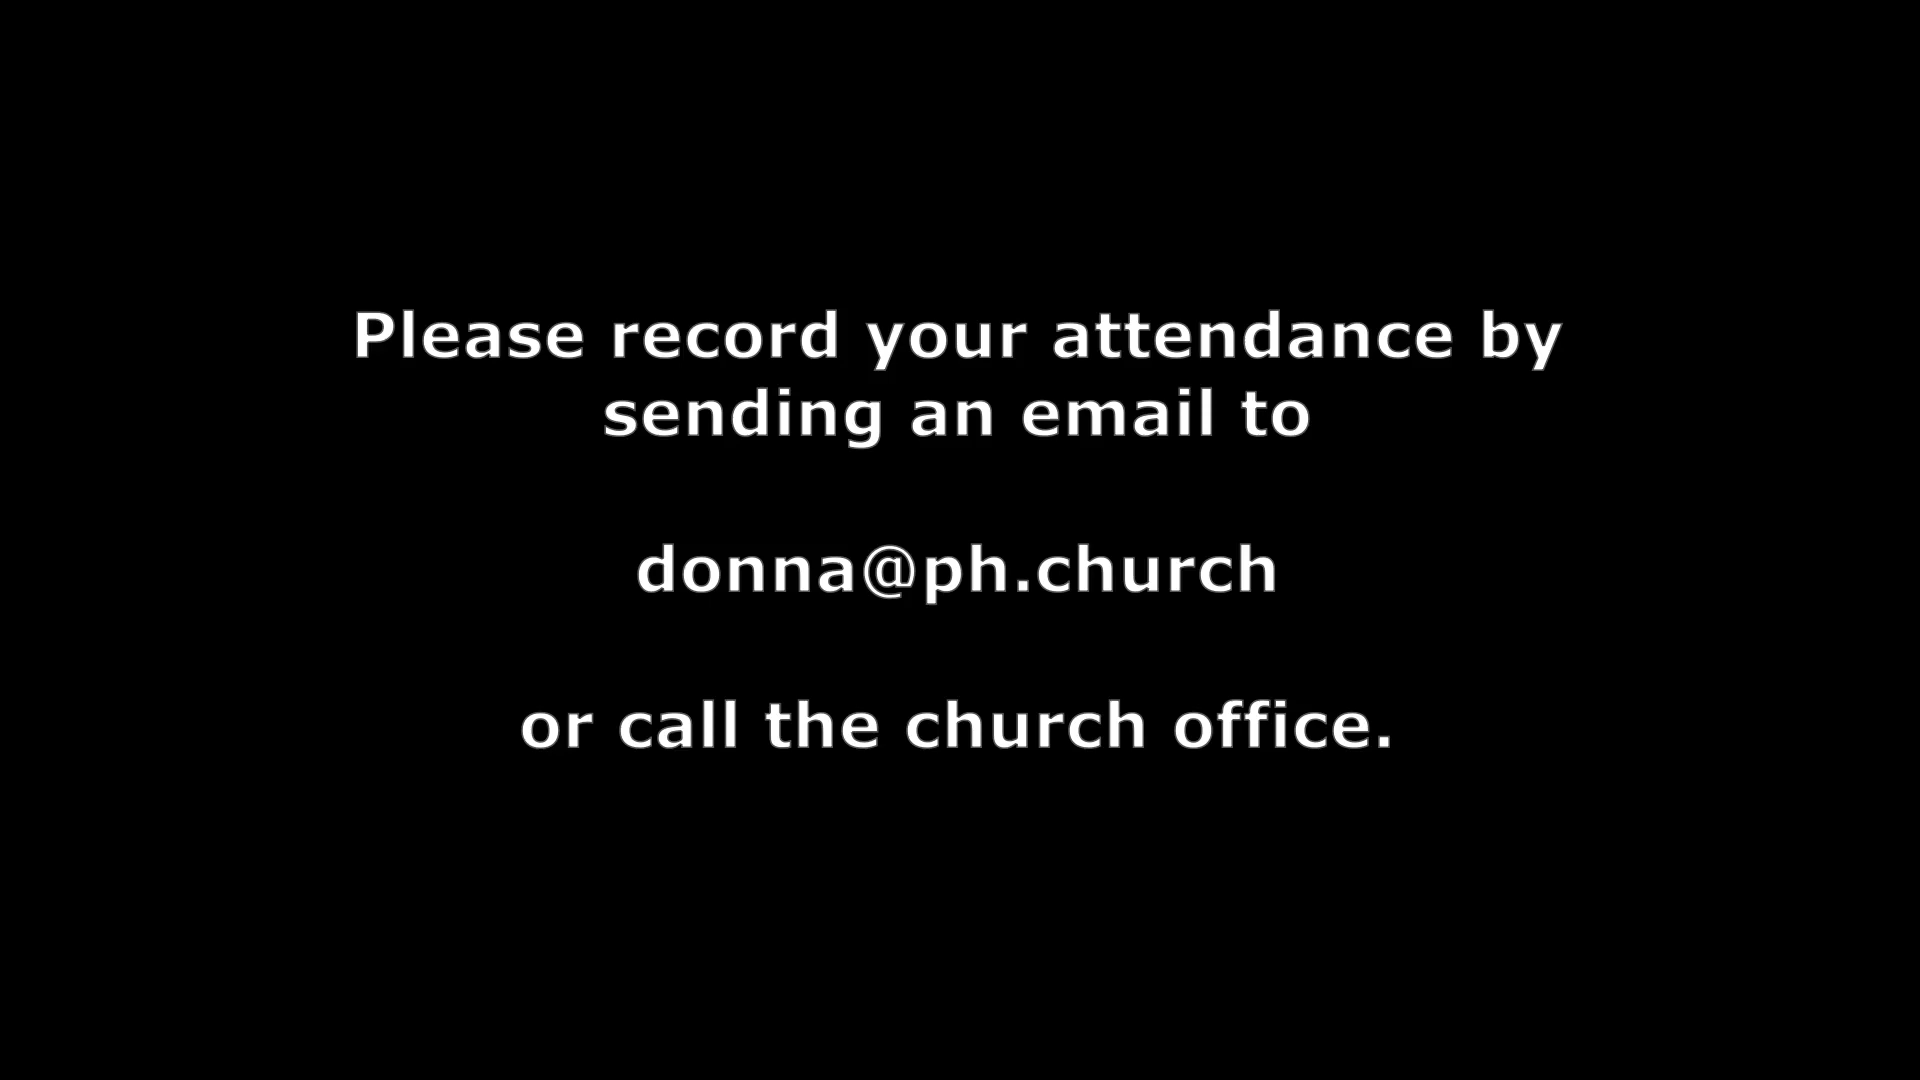 Please record your attendance by
sending an email to
donna@ph.church
or call the church office.